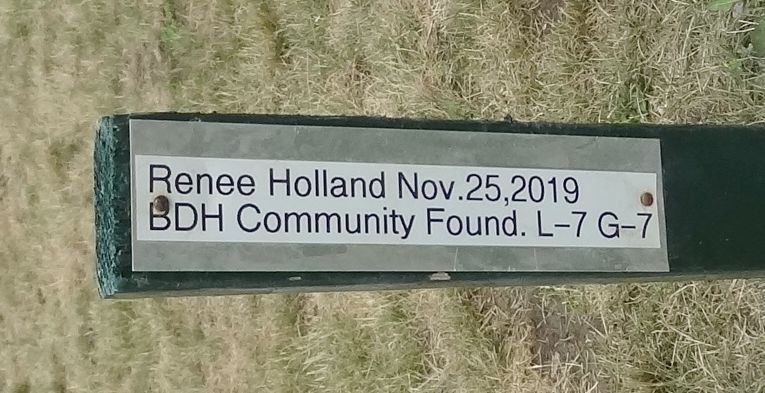 Renee Holland Nov.25,2019
BDH Community Found. L-7 G-7